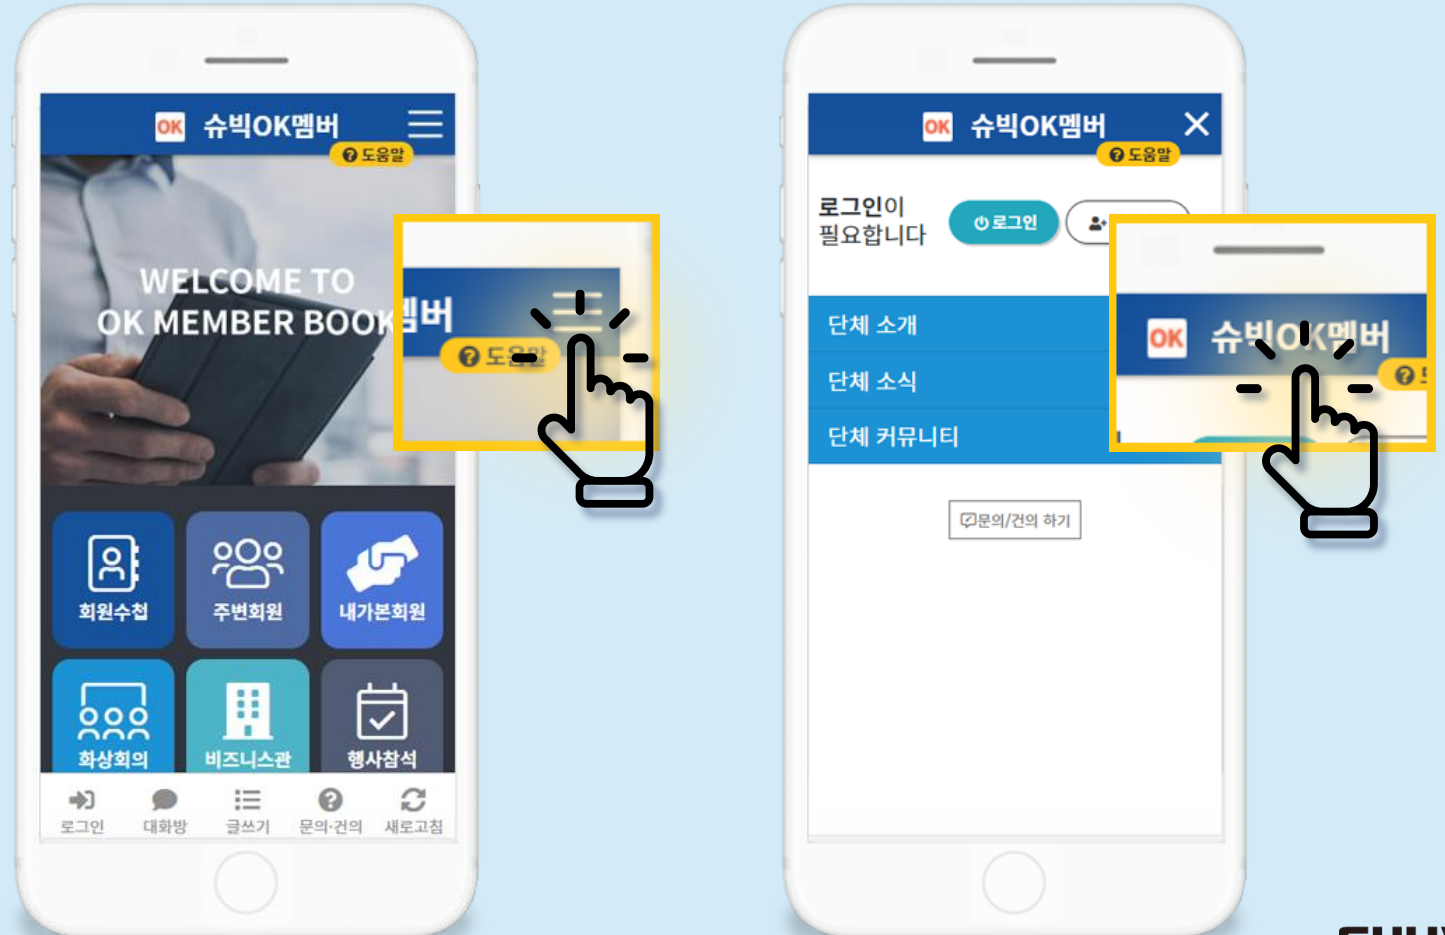 OK 슈빅OK멤버
도움말
WELCOME TO
OK MEMBER BOOK
멤버
도움말
회원수첩
주변회원
내가본회원
화상회의
비즈니스관
행사참석
로그인
대화방
글쓰기
문의·건의
새로고침
OK 슈빅OK멤버
도움말
로그인이
필요합니다
로그인
OK 슈빅OK멤버
단체 소개
단체 소식
단체 커뮤니티
문의/건의 하기